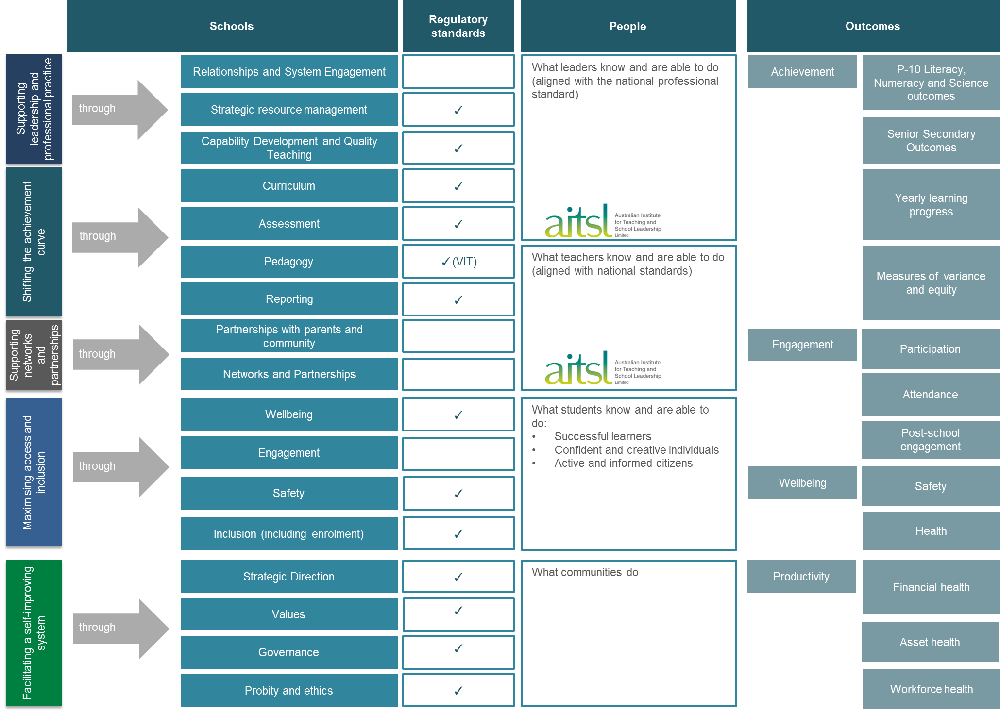 Schools
Regulatory
standards
People
Outcomes
Supporting
leadership and
professional practice
through
Relationships and System Engagement
Strategic resource management
✓
Capability Development and Quality
Teaching
✓
Shifting the achievement
curve
through
Curriculum
✓
Assessment
✓
Pedagogy
✓ (VIT)
Reporting
✓
Supporting
networks
and
partnerships
through
Partnerships with parents and
community
Networks and Partnerships
Maximising access and
inclusion
through
Wellbeing
✓
Engagement
Safety
✓
Inclusion (including enrolment)
✓
Facilitating a self-improving
system
through
Strategic Direction
✓
Values
✓
Governance
✓
Probity and ethics
✓
What leaders know and are able to do
(aligned with the national professional
standard)
aitsl
Australian Institute
for Teaching and
School Leadership
Limited
What teachers know and are able to do
(aligned with national standards)
aitsl
Australian Institute
for Teaching and
School Leadership
Limited
What students know and are able to
do:
• Successful learners
• Confident and creative individuals
• Active and informed citizens
What communities do
Achievement
P-10 Literacy,
Numeracy and Science
outcomes
Senior Secondary
Outcomes
Yearly learning
progress
Measures of variance
and equity
Engagement
Participation
Attendance
Post-school
engagement
Wellbeing
Safety
Health
Productivity
Financial health
Asset health
Workforce health